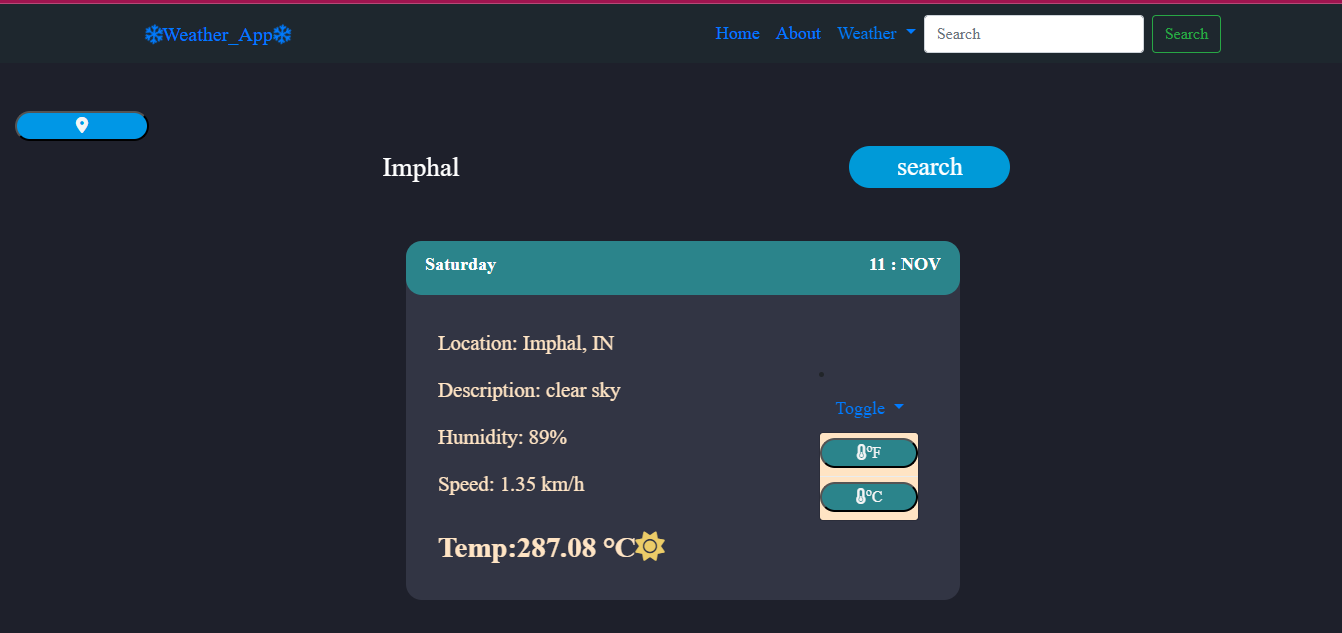 ❄Weather_App❄ Home About Weather Search Search
Imphal search
Saturday 11 : NOV
Location: Imphal, IN
Description: clear sky
Toggle
Humidity: 89%
°F
Speed: 1.35 km/h
°C
Temp:287.08 °C